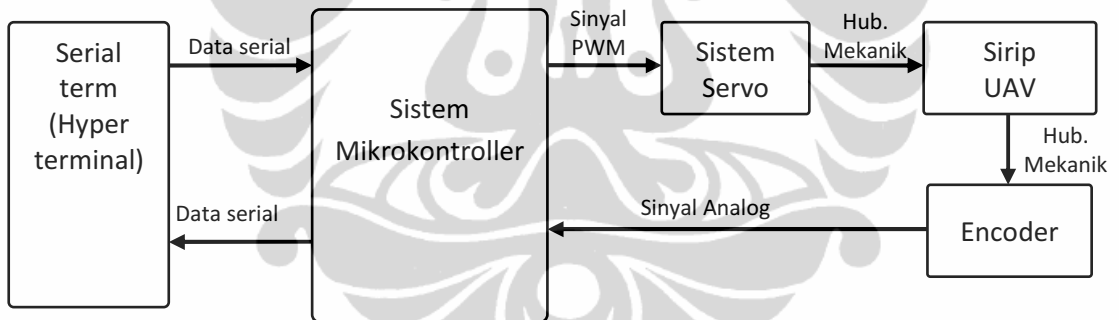 Serial
term
(Hyper
terminal)
Data serial
Data serial
Sistem
Mikrokontroller
Sinyal
PWM
Sistem
Servo
Hub.
Mekanik
Sirip
UAV
Hub.
Mekanik
Encoder
Sinyal Analog